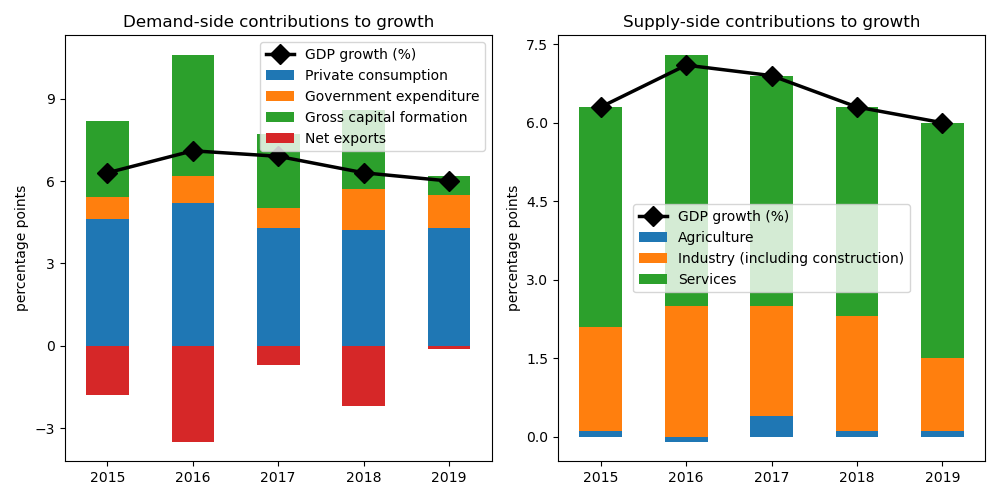 Demand-side contributions to growth
percentage points
9
6
3
0
−3
GDP growth (%)
Private consumption
Government expenditure
Gross capital formation
Net exports
2015 2016 2017 2018 2019
Supply-side contributions to growth
percentage points
7.5
6.0
4.5
3.0
1.5
0.0
GDP growth (%)
Agriculture
Industry (including construction)
Services
2015 2016 2017 2018 2019